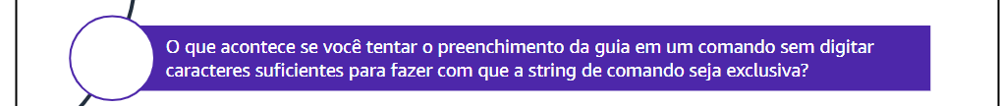 O que acontece se você tentar o preenchimento da guia em um comando sem digitar
caracteres suficientes para fazer com que a string de comando seja exclusiva?